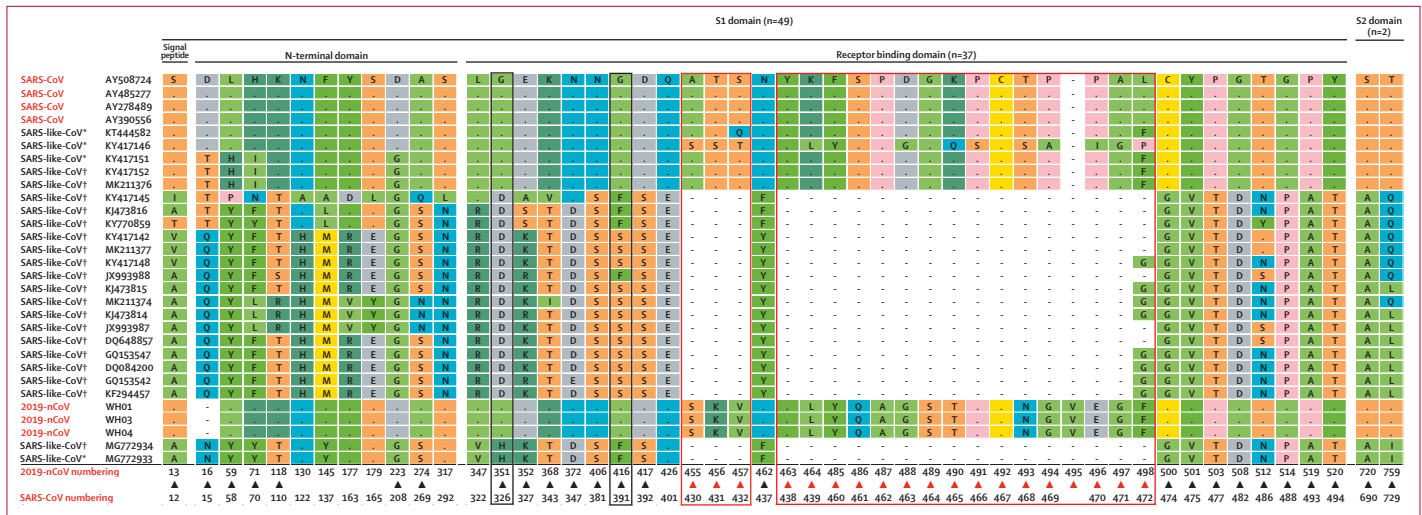 S1 domain (n=49) S2 domain (n=2)
Signal peptide N-terminal domain Receptor binding domain (n=37)
SARS-CoV AY508724 S D L H K N F Y S D A S L G E K N N G D Q A T S N Y K F S P D G K P C T P - P A L C Y P G T G P Y S T
SARS-CoV AY485277 . . . . . . . . . . . . . . . . . . . . . . . . . . . . . . . . . . . . . - . . . . . . . . . . . . .
SARS-CoV AY278489 . . . . . . . . . . . . . . . . . . . . . . . . . . . . . . . . . . . . . - . . . . . . . . . . . . .
SARS-CoV AY390556 . . . . . . . . . . . . . . . . . . . . . . . . . . . . . . . . . . . . . - . . . . . . . . . . . . .
SARS-like-CoV* KT444582 . . . . . . . . . . . . . . . . . . . . . . . Q . . . . . . . . . . . . . - . . F . . . . . . . . . .
SARS-like-CoV* KY417146 . . . . . . . . . . . . . . . . . . . . . S S T . . L Y . . G . Q S . S A - I G P . . . . . . . . . .
SARS-like-CoV* KY417151 . T H I . . . . . G . . . . . . . . . . . . . . . . . . . . . . . . . . . - . . F . . . . . . . . . .
SARS-like-CoV† KY417152 . T H I . . . . . G . . . . . . . . . . . . . . . . . . . . . . . . . . . - . . F . . . . . . . . . .
SARS-like-CoV† MK211376 . T H I . . . . . G . . . . . . . . . . . . . . . . . . . . . . . . . . . - . . F . . . . . . . . . .
SARS-like-CoV† KY417145 I T P N T A A D L G Q L . D A V . S F S E - - - F - - - - - - - - - - - - - - - - G V T D N P A T A Q
SARS-like-CoV† KJ473816 A T Y F T . L . . G S N R D S T D S F S E - - - F - - - - - - - - - - - - - - - - G V T D N P A T A Q
SARS-like-CoV† KY770859 T T Y Y T . L . . G S N R D S T D S F S E - - - F - - - - - - - - - - - - - - - - G V T D Y P A T A Q
SARS-like-CoV† KY417142 V Q Y F T H M R E G S N R D K T D S S S E - - - Y - - - - - - - - - - - - - - - - G V T D . P A T A Q
SARS-like-CoV† MK211377 V Q Y F T H M R E G S N R D K T D S S S E - - - Y - - - - - - - - - - - - - - - - G V T D . P A T A Q
SARS-like-CoV† KY417148 V Q Y F T H M R E G S N R D K T D S S S E - - - Y - - - - - - - - - - - - - - - G G V T D N P A T A Q
SARS-like-CoV† JX993988 A Q Y F S H M R E G S N R D R T D S F S E - - - Y - - - - - - - - - - - - - - - - G V T D S P A T A Q
SARS-like-CoV† KJ473815 A Q Y F T H M R E G S N R D R T D S S S E - - - Y - - - - - - - - - - - - - - - G G V T D N P A T A L
SARS-like-CoV† MK211374 A Q Y L R H M V Y G N N R D K I D S S S E - - - Y - - - - - - - - - - - - - - - G G V T D N P A T A Q
SARS-like-CoV† KJ473814 A Q Y L R H M V Y G N N R D K T D S S S E - - - Y - - - - - - - - - - - - - - - G G V T D N P A T A L
SARS-like-CoV† JX993987 A Q Y L R H M V Y G N N R D K T D S S S E - - - Y - - - - - - - - - - - - - - - - G V T D S P A T A L
SARS-like-CoV† DQ648857 A Q Y F T H M R E G S N R D K T D S S S E - - - Y - - - - - - - - - - - - - - - - G V T D S P A T A L
SARS-like-CoV† GQ153547 A Q Y F T H M R E G S N R D K T D S S S E - - - Y - - - - - - - - - - - - - - - G G V T D N P A T A L
SARS-like-CoV† DQ084200 A Q Y F T H M R E G S N R D K T D S S S E - - - Y - - - - - - - - - - - - - - - G G V T D N P A T A L
SARS-like-CoV† GQ153542 A Q Y F T H M R E G S N R D R T E S S S E - - - Y - - - - - - - - - - - - - - - G G V T D N P A T A L
SARS-like-CoV† KF294457 A Q Y F T H M R E G S N R D R T D S S S E - - - Y - - - - - - - - - - - - - - - G G V T D N P A T A L
2019-nCoV WH01 . - . . . . . . . . . . . . . . . . . . . S K V . . L Y Q A G S T . . N G V E G F . . . . . . . . . .
2019-nCoV WH03 . - . . . . . . . . . . . . . . . . . . . S K V . . L Y Q A G S T . . N G V E G F . . . . . . . . . .
2019-nCoV WH04 . - . . . . . . . . . . . . . . . . . . . S K V . . L Y Q A G S T . . N G V E G F . . . . . . . . . .
SARS-like-CoV† MG772934 A N Y Y T . Y . . G S . V H K T D S F S . - - - F - - - - - - - - - - - - - - - - G V T D N P A T A I
SARS-like-CoV* MG772933 A N Y Y T . Y . . G S . V H K T D S F S . - - - F - - - - - - - - - - - - - - - - G V T D N P A T A I
2019-nCoV numbering 13 16 59 71 118 130 145 177 179 223 274 317 347 351 352 368 372 406 416 417 426 455 456 457 462 463 464 485 486 487 488 489 490 491 492 493 494 495 496 497 498 500 501 503 508 512 514 519 520 720 759
SARS-CoV numbering 12 15 58 70 110 122 137 163 165 208 269 292 322 326 327 343 347 381 391 392 401 430 431 432 437 438 439 460 461 462 463 464 465 466 467 468 469 470 471 472 474 475 477 482 486 488 493 494 690 729